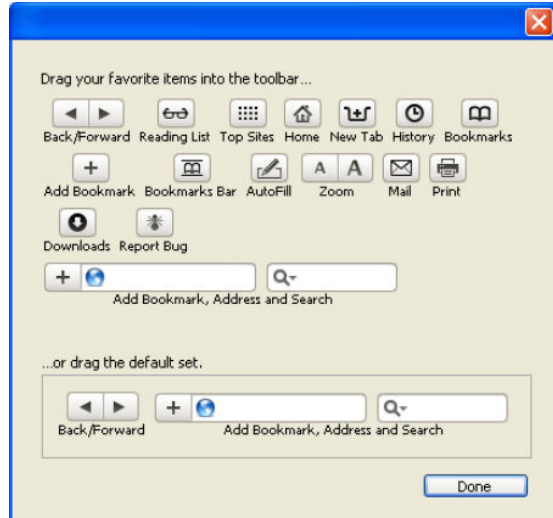 Drag your favorite items into the toolbar...
Back/Forward Reading List Top Sites Home New Tab History Bookmarks
Add Bookmark Bookmarks Bar AutoFill A A Zoom Mail Print
Downloads Report Bug
Add Bookmark, Address and Search
...or drag the default set.
Back/Forward Add Bookmark, Address and Search
Done